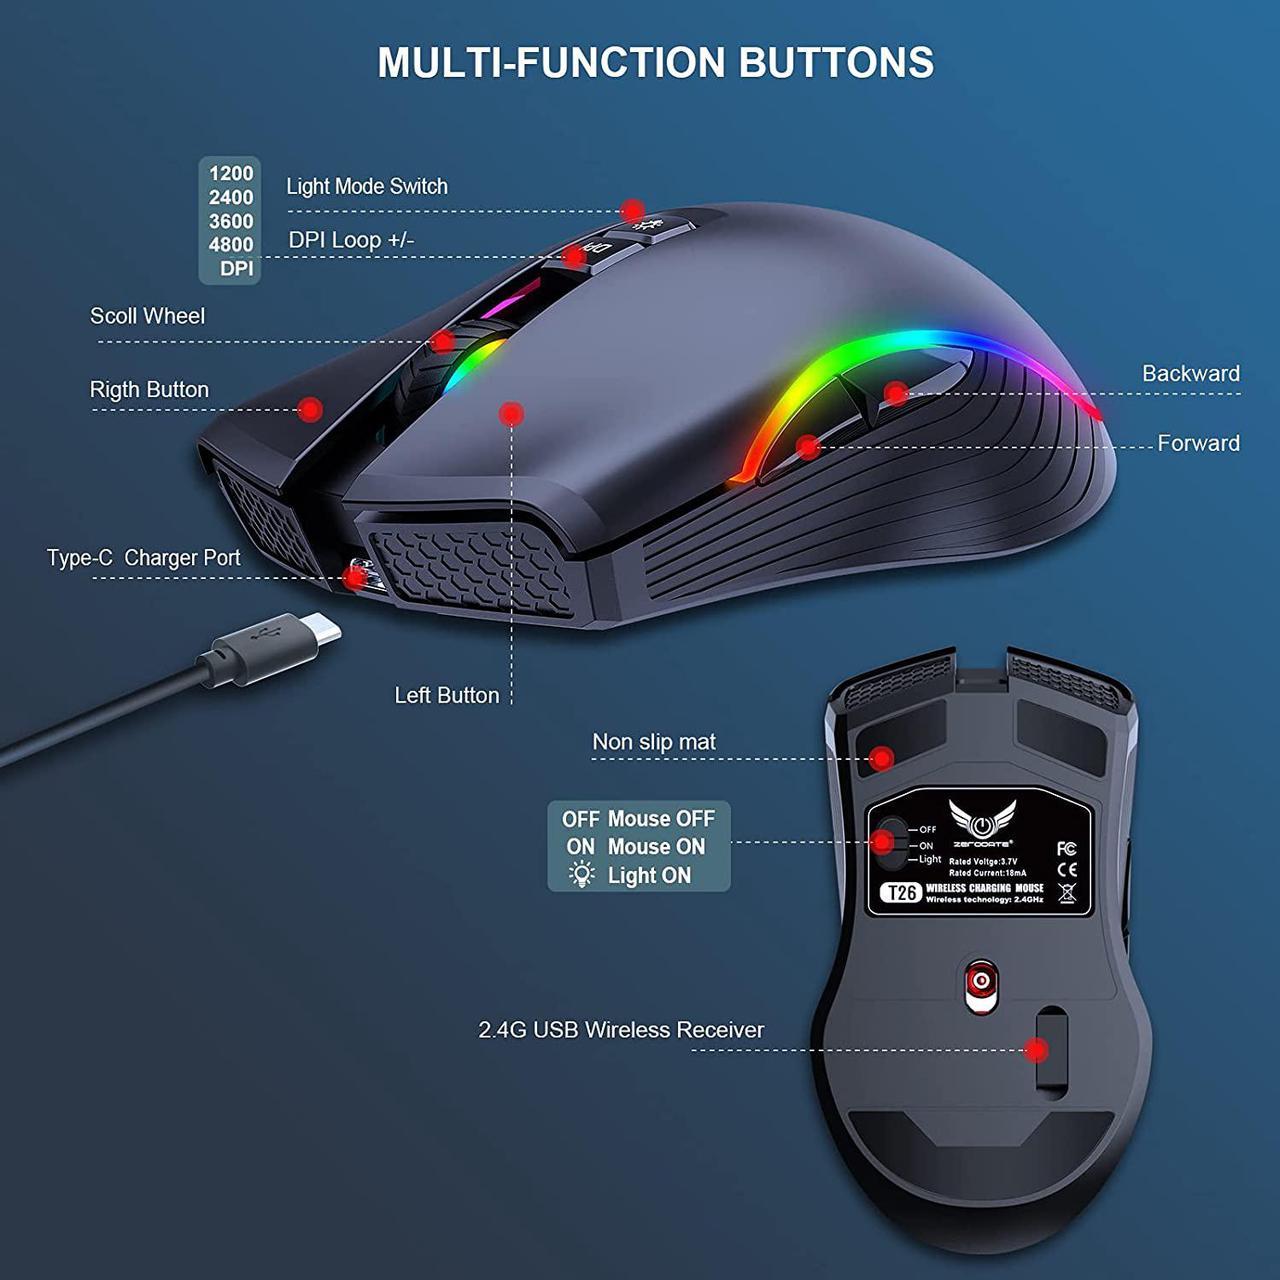 MULTI-FUNCTION BUTTONS
1200
2400
3600
4800
DPI
Light Mode Switch
DPI Loop +/-
DPI
Scoll Wheel
Rigth Button
Backward
Forward
Type-C Charger Port
Left Button
Non slip mat
OFF Mouse OFF
ON Mouse ON
Light ON
OFF
ON
Light
ZERODATE®
Rated Voltge:3.7V
Rated Current:18mA
T26 WIRELESS CHARGING MOUSE
Wireless technology: 2.4GHz
FC
CE
2.4G USB Wireless Receiver